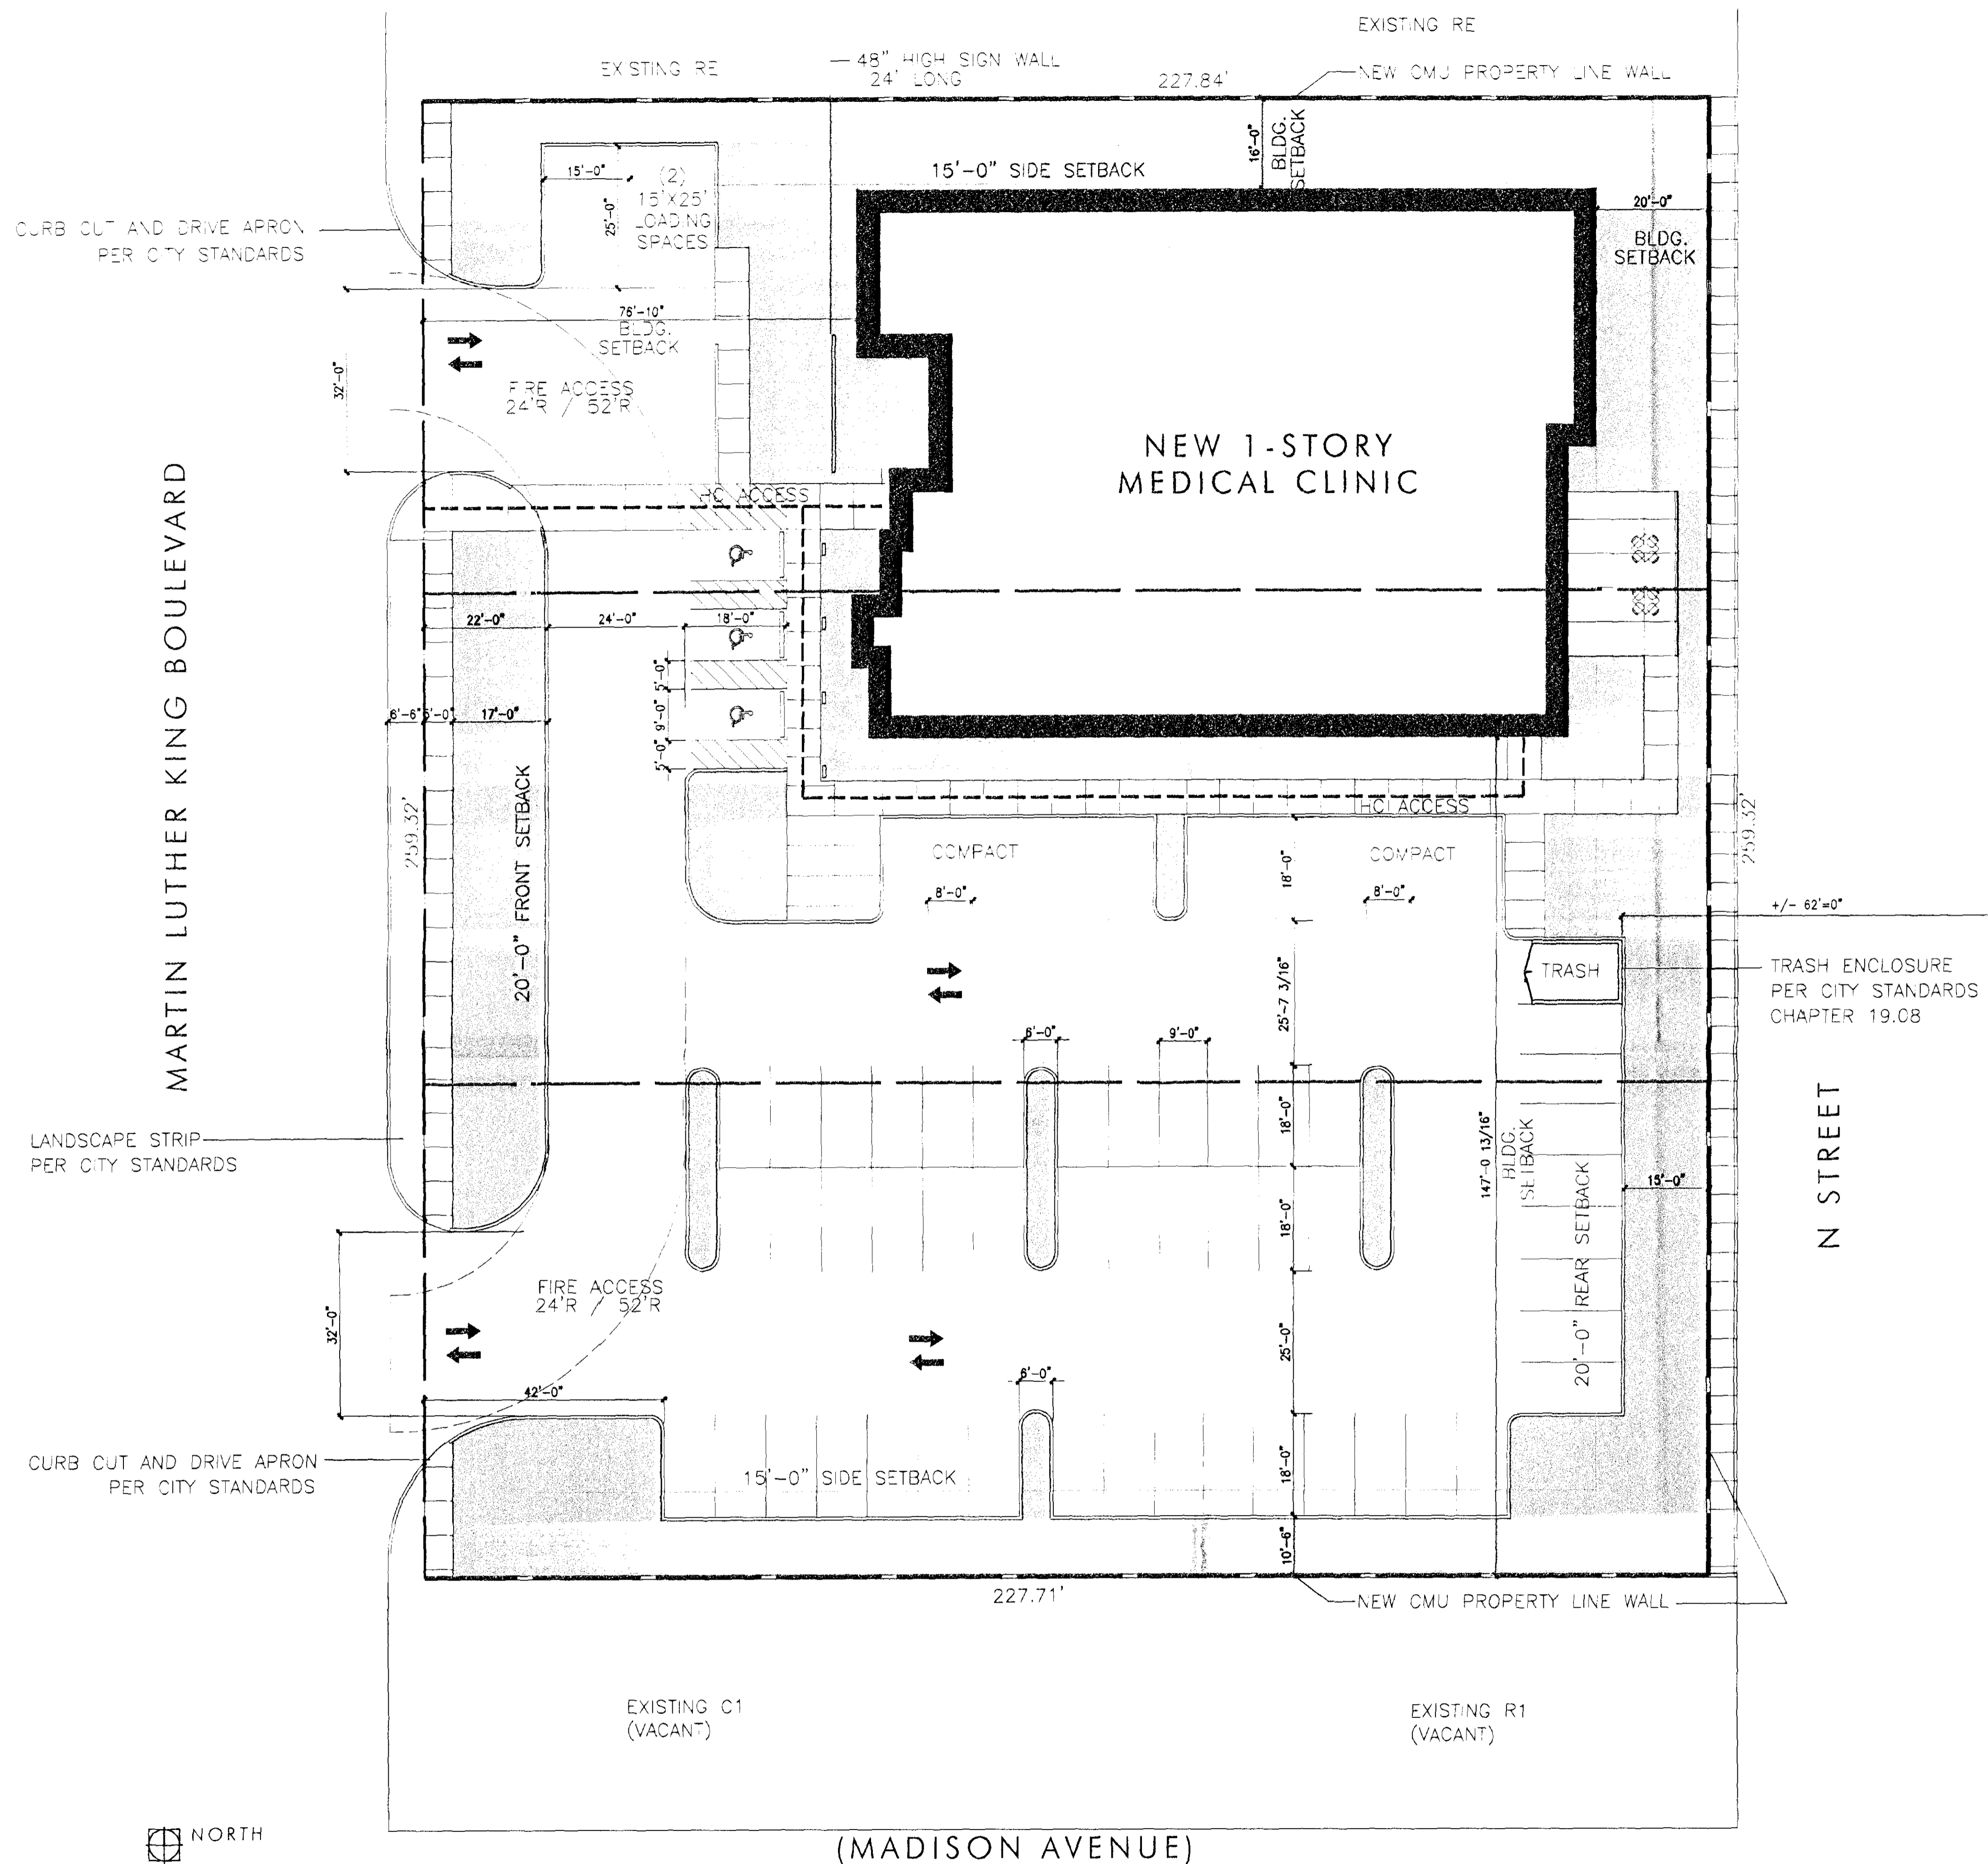 EXISTING RE
EXISTING RE
48" HIGH SIGN WALL
24' LONG
227.84'
NEW CMU PROPERTY LINE WALL
16'-0"
BLDG.
SETBACK
15'-0" SIDE SETBACK
15'-0"
25'-0"
(2)
15'X25'
LOADING
SPACES
20'-0"
BLDG.
SETBACK
CURB CUT AND DRIVE APRON
PER CITY STANDARDS
76'-10"
BLDG.
SETBACK
32'-0"
FIRE ACCESS
24'R / 52'R
NEW 1-STORY
MEDICAL CLINIC
HC ACCESS
MARTIN LUTHER KING BOULEVARD
22'-0"
24'-0"
18'-0"
5'-0"
9'-0"
5'-0"
6'-6"
5'-0"
17'-0"
20'-0" FRONT SETBACK
259.32'
HC ACCESS
259.32'
COMPACT
COMPACT
8'-0"
8'-0"
18'-0"
+/- 62'=0"
TRASH
TRASH ENCLOSURE
PER CITY STANDARDS
CHAPTER 19.08
25'-7 3/16"
6'-0"
9'-0"
18'-0"
18'-0"
147'-0 13/16"
BLDG.
SETBACK
20'-0" REAR SETBACK
15'-0"
N STREET
LANDSCAPE STRIP
PER CITY STANDARDS
FIRE ACCESS
24'R / 52'R
32'-0"
25'-0"
42'-0"
6'-0"
CURB CUT AND DRIVE APRON
PER CITY STANDARDS
15'-0" SIDE SETBACK
18'-0"
10'-6"
227.71'
NEW CMU PROPERTY LINE WALL
EXISTING C1
(VACANT)
EXISTING R1
(VACANT)
NORTH
(MADISON AVENUE)